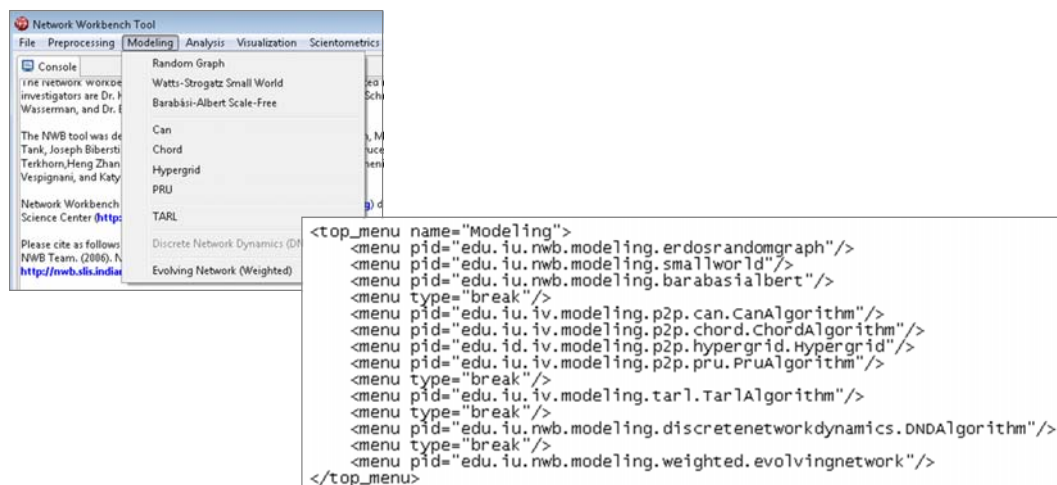 Network Workbench Tool
File Preprocessing Modeling Analysis Visualization Scientometrics
Console
The Network Workbe
investigators are Dr.
Wasserman, and Dr.
The NWB tool was de
Tank, Joseph Bibersti
Terkhorn,Heng Zhan
Vespignani, and Katy
Network Workbench
Science Center (http:
Please cite as follows
NWB Team. (2006). N
http://nwb.slis.indian
Random Graph
Watts-Strogatz Small World
Barabási-Albert Scale-Free
Can
Chord
Hypergrid
PRU
TARL
Discrete Network Dynamics (DN
Evolving Network (Weighted)
<top_menu name="Modeling">
<menu pid="edu.iu.nwb.modeling.erdosrandomgraph"/>
<menu pid="edu.iu.nwb.modeling.smallworld"/>
<menu pid="edu.iu.nwb.modeling.barabasialbert"/>
<menu type="break"/>
<menu pid="edu.iu.iv.modeling.p2p.can.CanAlgorithm"/>
<menu pid="edu.iu.iv.modeling.p2p.chord.ChordAlgorithm"/>
<menu pid="edu.id.iv.modeling.p2p.hypergrid.Hypergrid"/>
<menu pid="edu.iu.iv.modeling.p2p.pru.PruAlgorithm"/>
<menu type="break"/>
<menu pid="edu.iu.iv.modeling.tarl.TarlAlgorithm"/>
<menu type="break"/>
<menu pid="edu.iu.nwb.modeling.discretenetworkdynamics.DNDAlgorithm"/>
<menu type="break"/>
<menu pid="edu.iu.nwb.modeling.weighted.evolvingnetwork"/>
</top_menu>